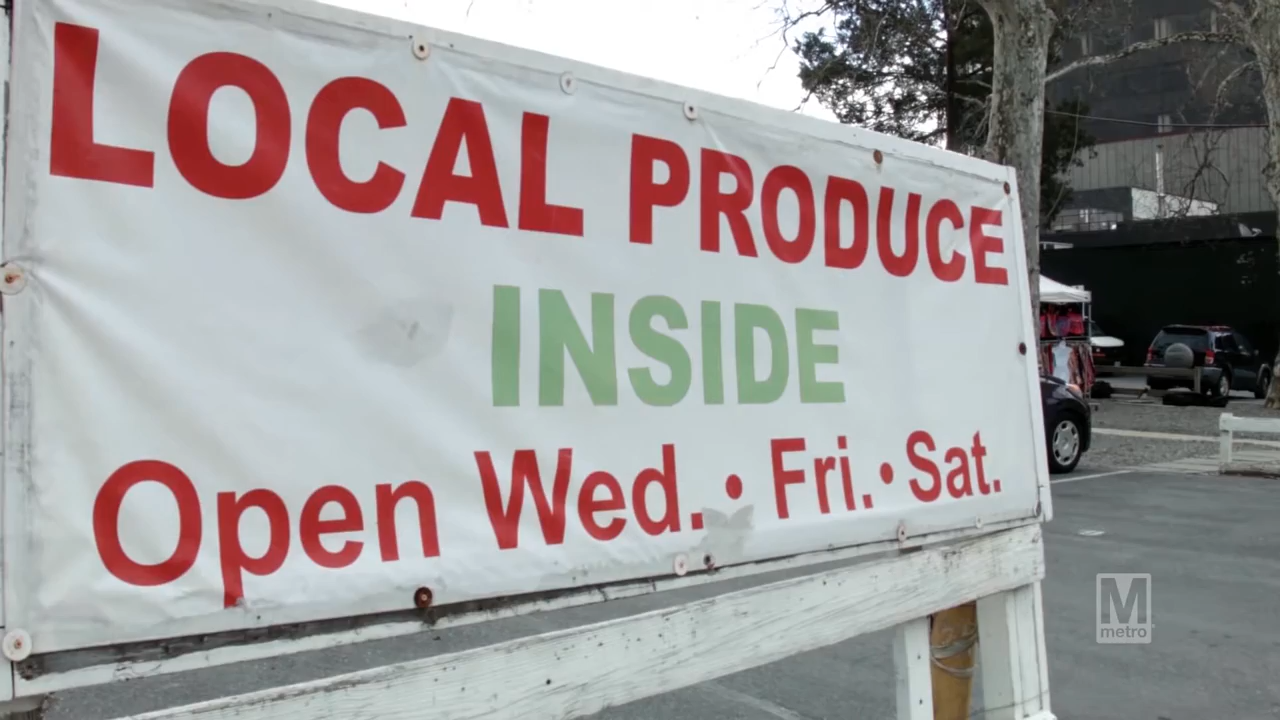 LOCAL PRODUCE
INSIDE
Open Wed. • Fri. • Sat.
M
metro